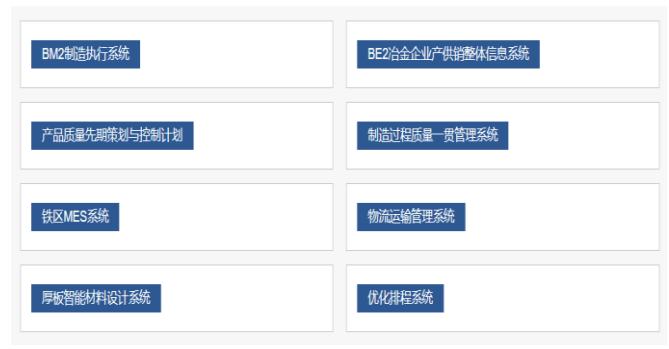 BM2制造执行系统
BE2冶金企业产供销整体信息系统
产品质量先期策划与控制计划
制造过程质量一贯管理系统
铁区MES系统
物流运输管理系统
厚板智能材料设计系统
优化排程系统